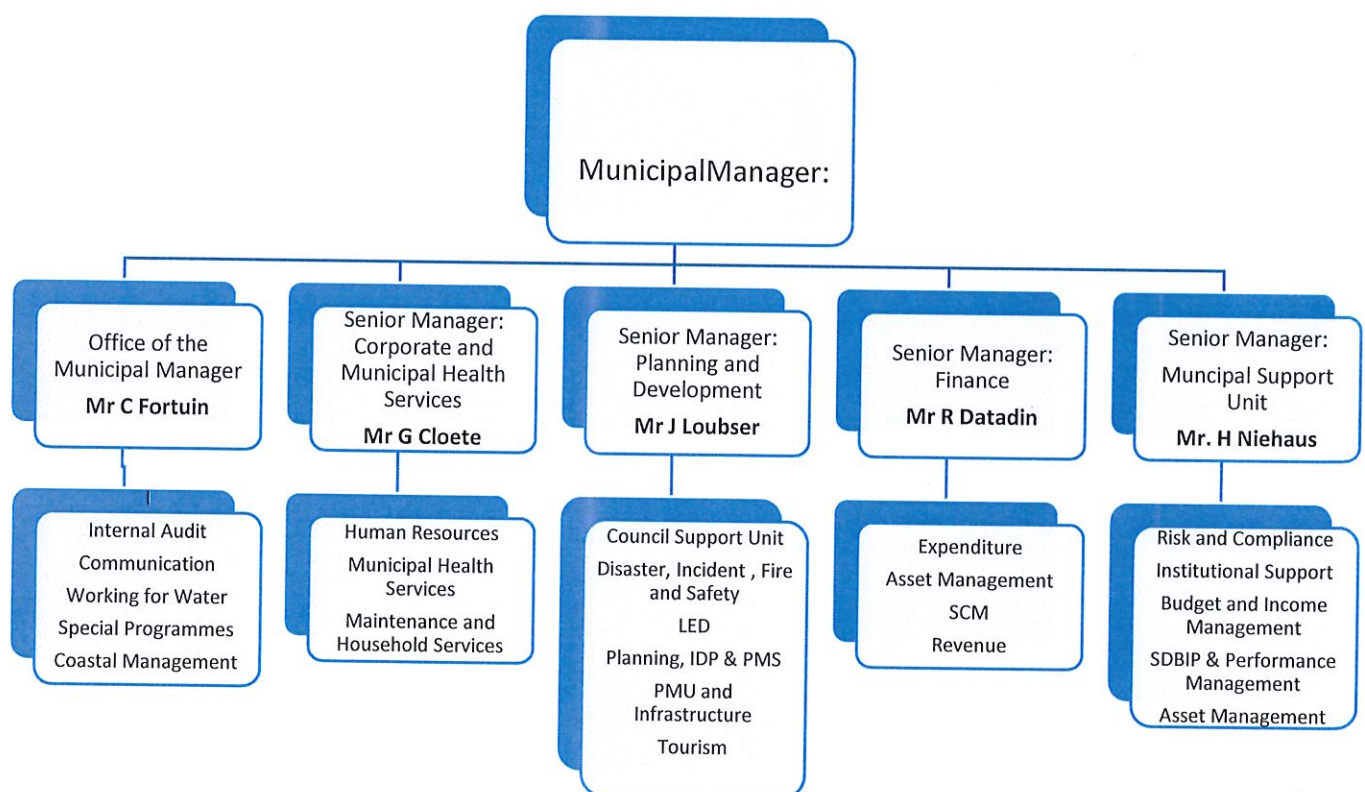 MunicipalManager:
Office of the
Municipal Manager
Mr C Fortuin
Senior Manager:
Corporate and
Municipal Health
Services
Mr G Cloete
Senior Manager:
Planning and
Development
Mr J Loubser
Senior Manager:
Finance
Mr R Datadin
Senior Manager:
Muncipal Support
Unit
Mr. H Niehaus
Internal Audit
Communication
Working for Water
Special Programmes
Coastal Management
Human Resources
Municipal Health
Services
Maintenance and
Household Services
Council Support Unit
Disaster, Incident , Fire
and Safety
LED
Planning, IDP & PMS
PMU and
Infrastructure
Tourism
Expenditure
Asset Management
SCM
Revenue
Risk and Compliance
Institutional Support
Budget and Income
Management
SDBIP & Performance
Management
Asset Management